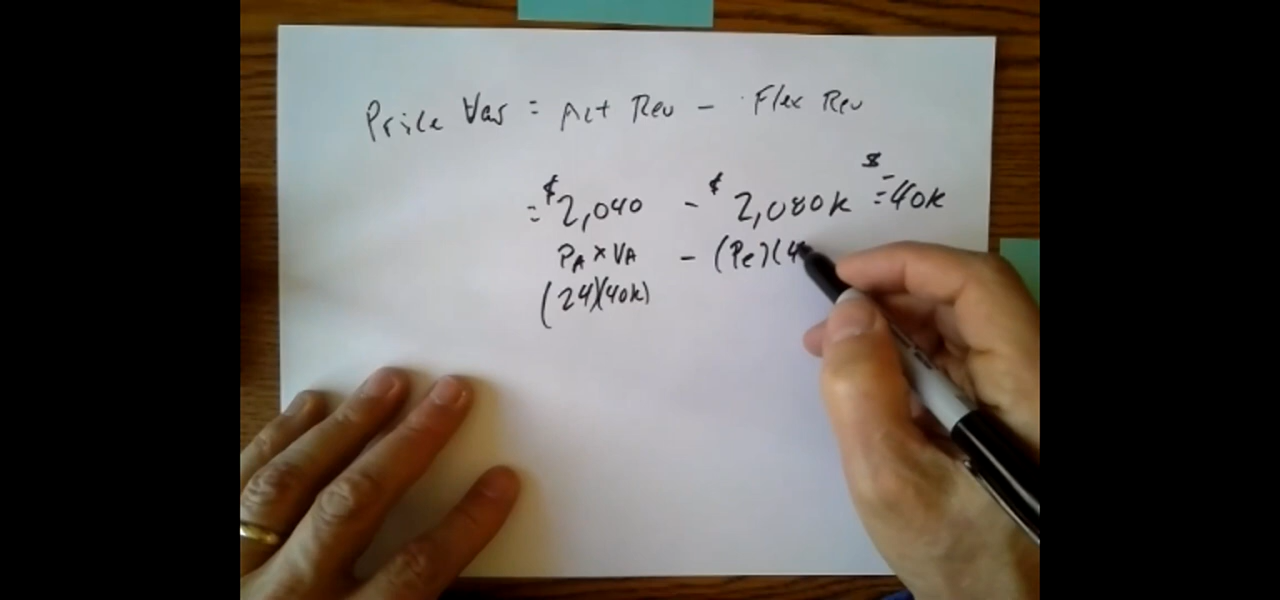 Price Var = Act Rev - Flex Rev
= $2,040 - $2,080k = $-40k
PA x VA - (Pe)(4
(24)(40k)